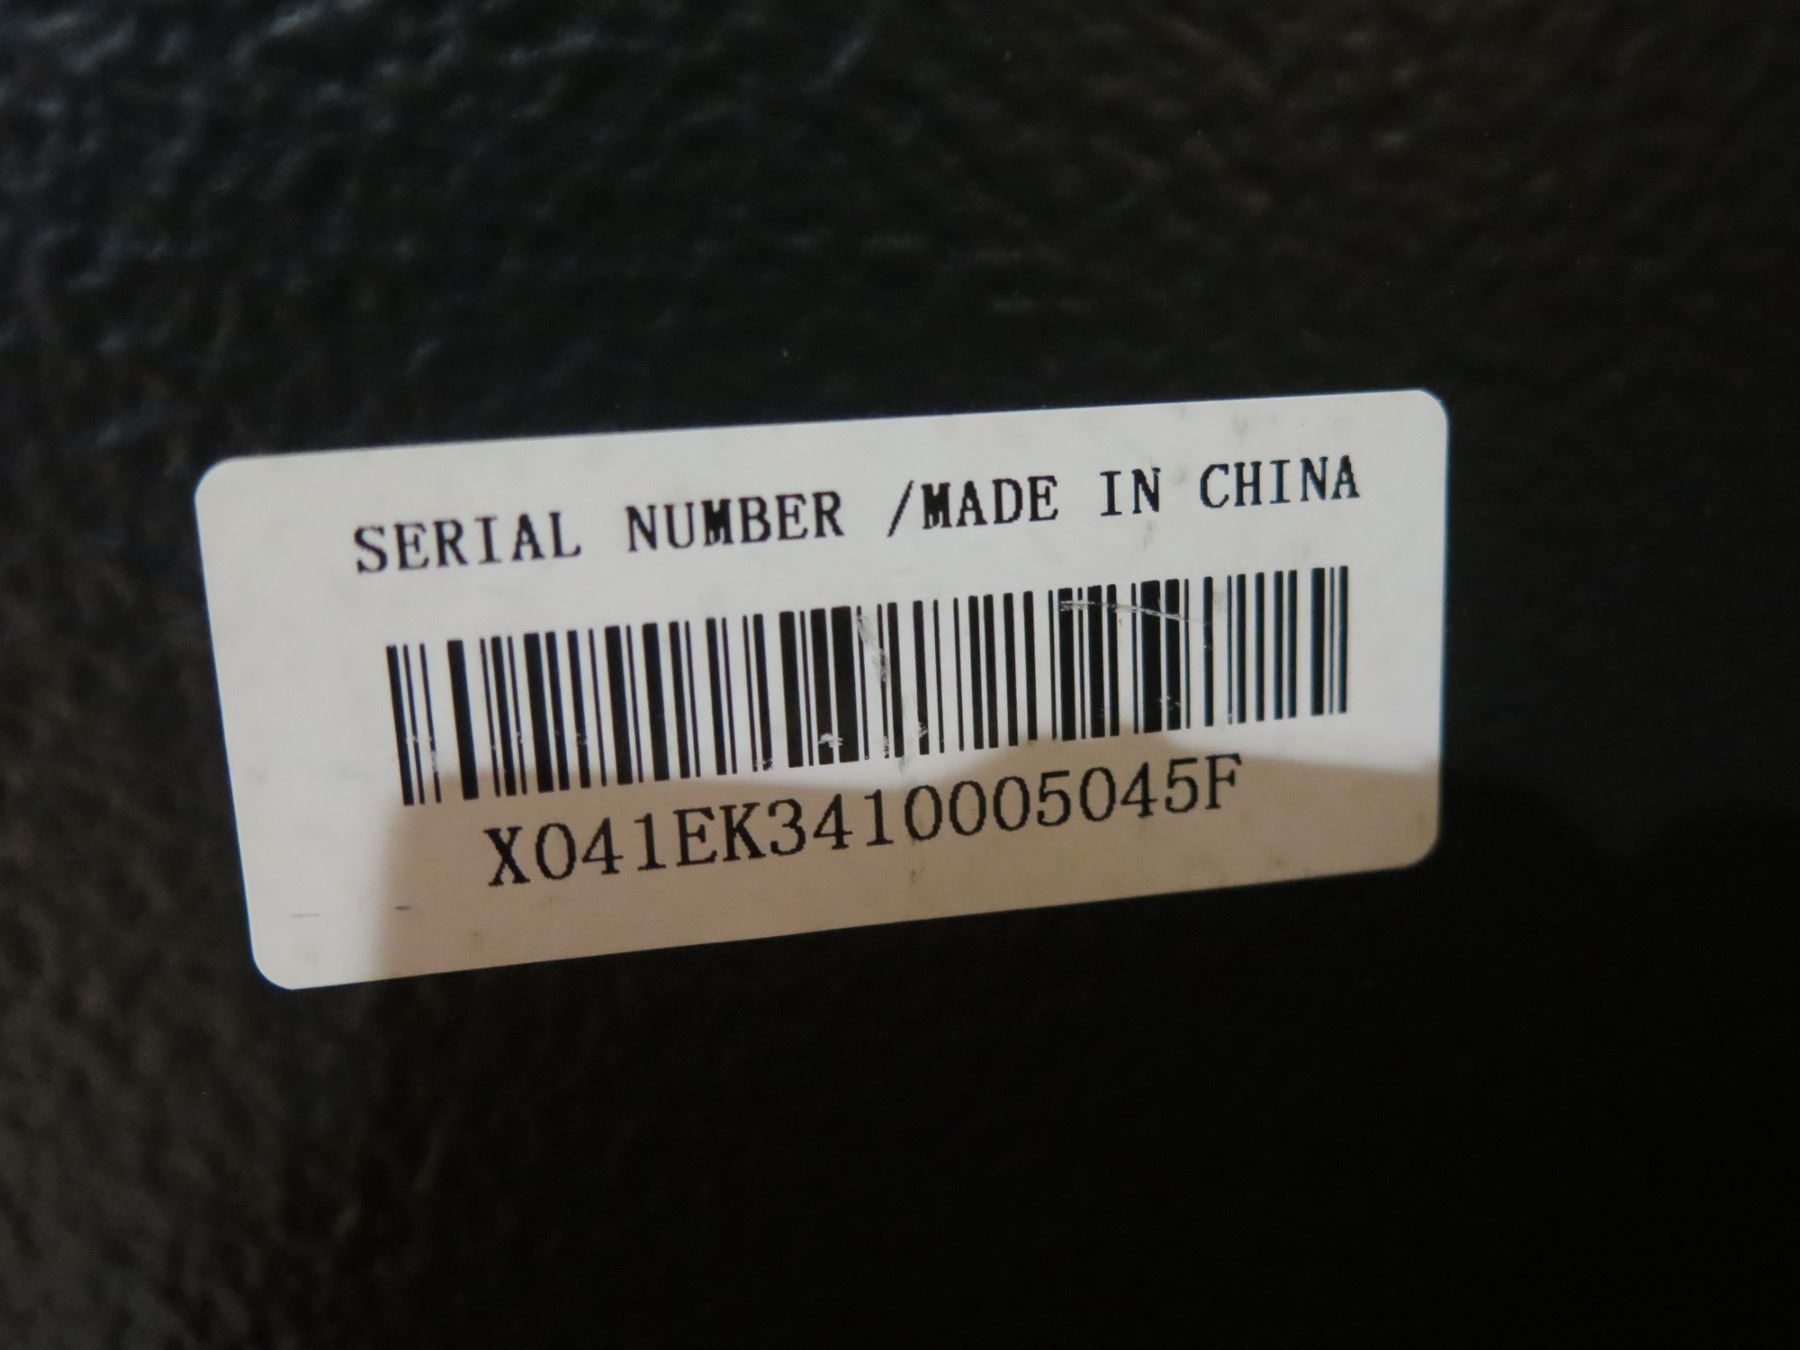 SERIAL NUMBER /MADE IN CHINA
X041EK3410005045F